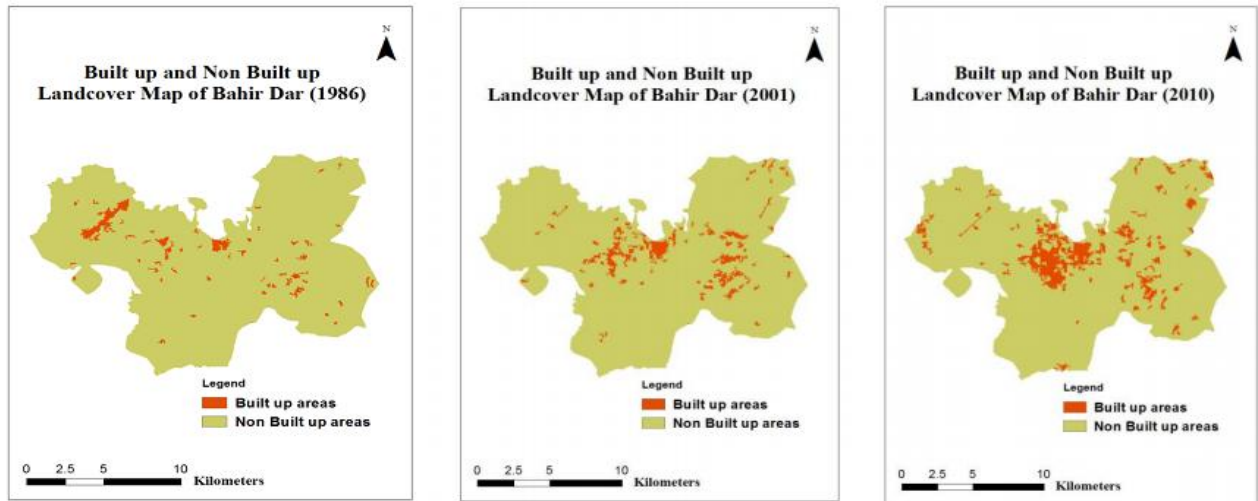 N
Built up and Non Built up
Landcover Map of Bahir Dar (1986)
Legend
Built up areas
Non Built up areas
0 2.5 5 10
Kilometers
N
Built up and Non Built up
Landcover Map of Bahir Dar (2001)
Legend
Built up areas
Non Built up areas
0 2.5 5 10
Kilometers
N
Built up and Non Built up
Landcover Map of Bahir Dar (2010)
Legend
Built up areas
Non Built up areas
0 2.5 5 10
Kilometers